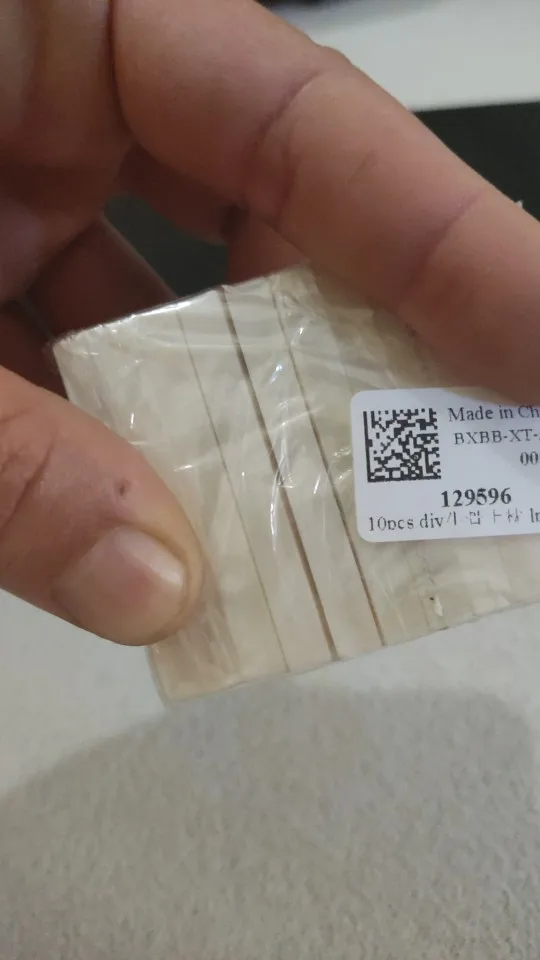 Made in Ch
BXBB-XT-
00
129596
10pcs div